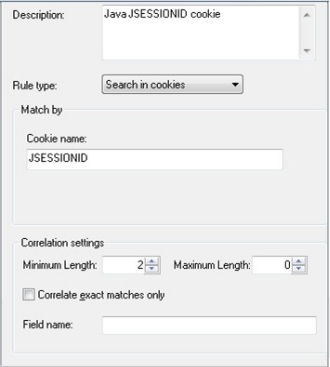 Description: Java JSESSIONID cookie
Rule type: Search in cookies
Match by
Cookie name:
JSESSIONID
Correlation settings
Minimum Length: 2 Maximum Length: 0
Correlate exact matches only
Field name: